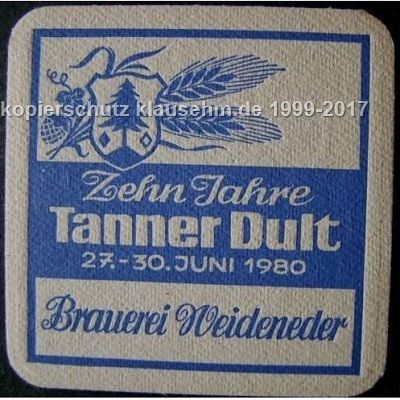 kopierschutz klausehm.de 1999-2017
Zehn Jahre
Tanner Dult
27.-30. JUNI 1980
Brauerei Weideneder